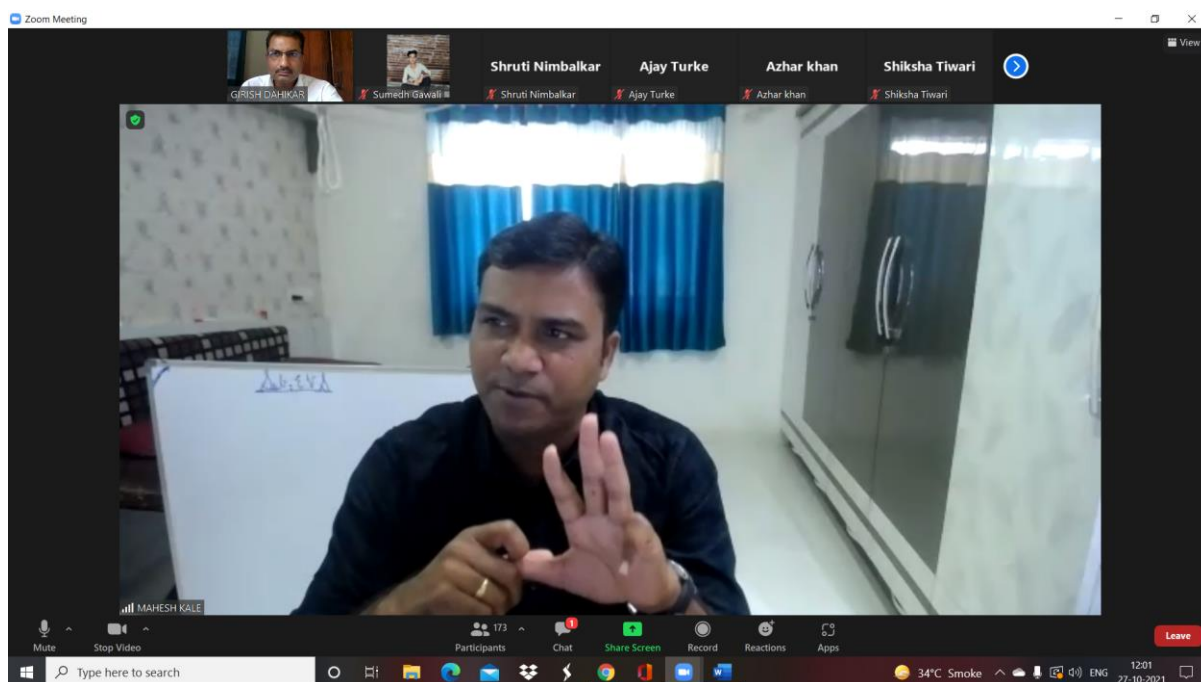 Zoom Meeting
View
Shruti Nimbalkar
Ajay Turke
Azhar khan
Shiksha Tiwari
GIRISH DAHIKAR
Sumedh Gawali
Shruti Nimbalkar
Ajay Turke
Azhar khan
Shiksha Tiwari
MAHESH KALE
173
1
Mute
Stop Video
Participants
Chat
Share Screen
Record
Reactions
Apps
Leave
Type here to search
34°C Smoke
ENG
12:01
27-10-2021